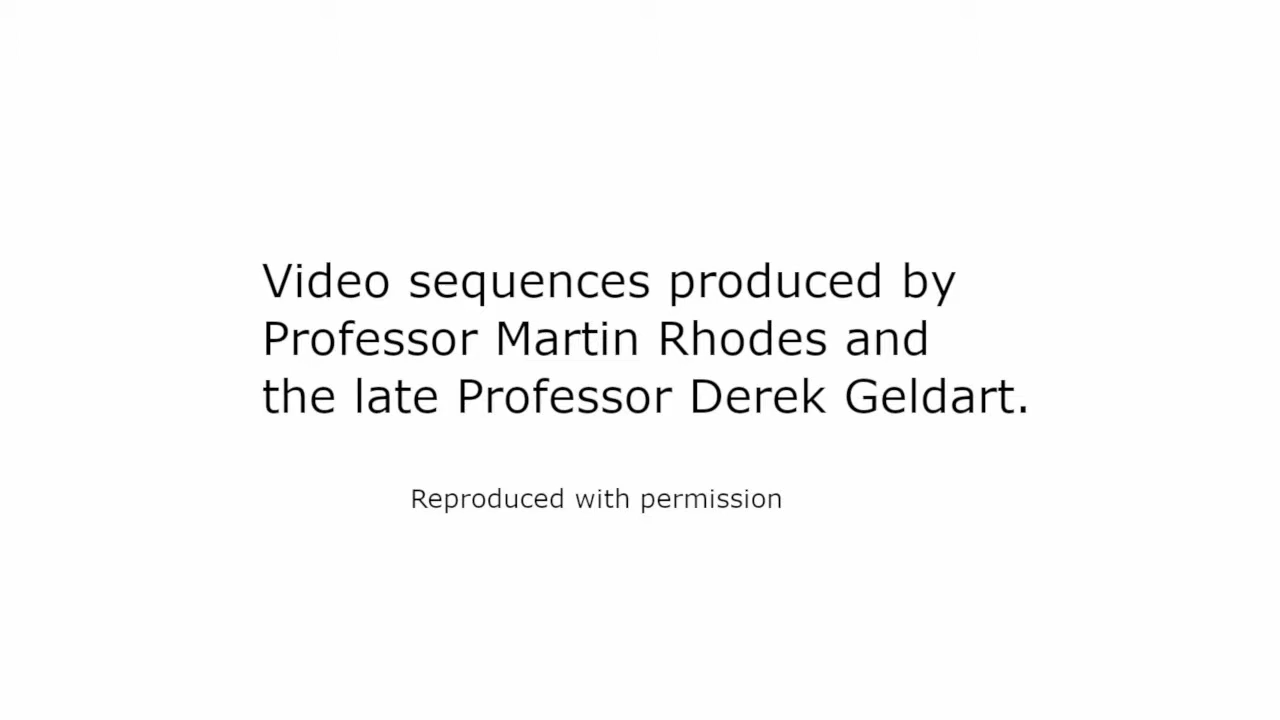 Video sequences produced by
Professor Martin Rhodes and
the late Professor Derek Geldart.
Reproduced with permission